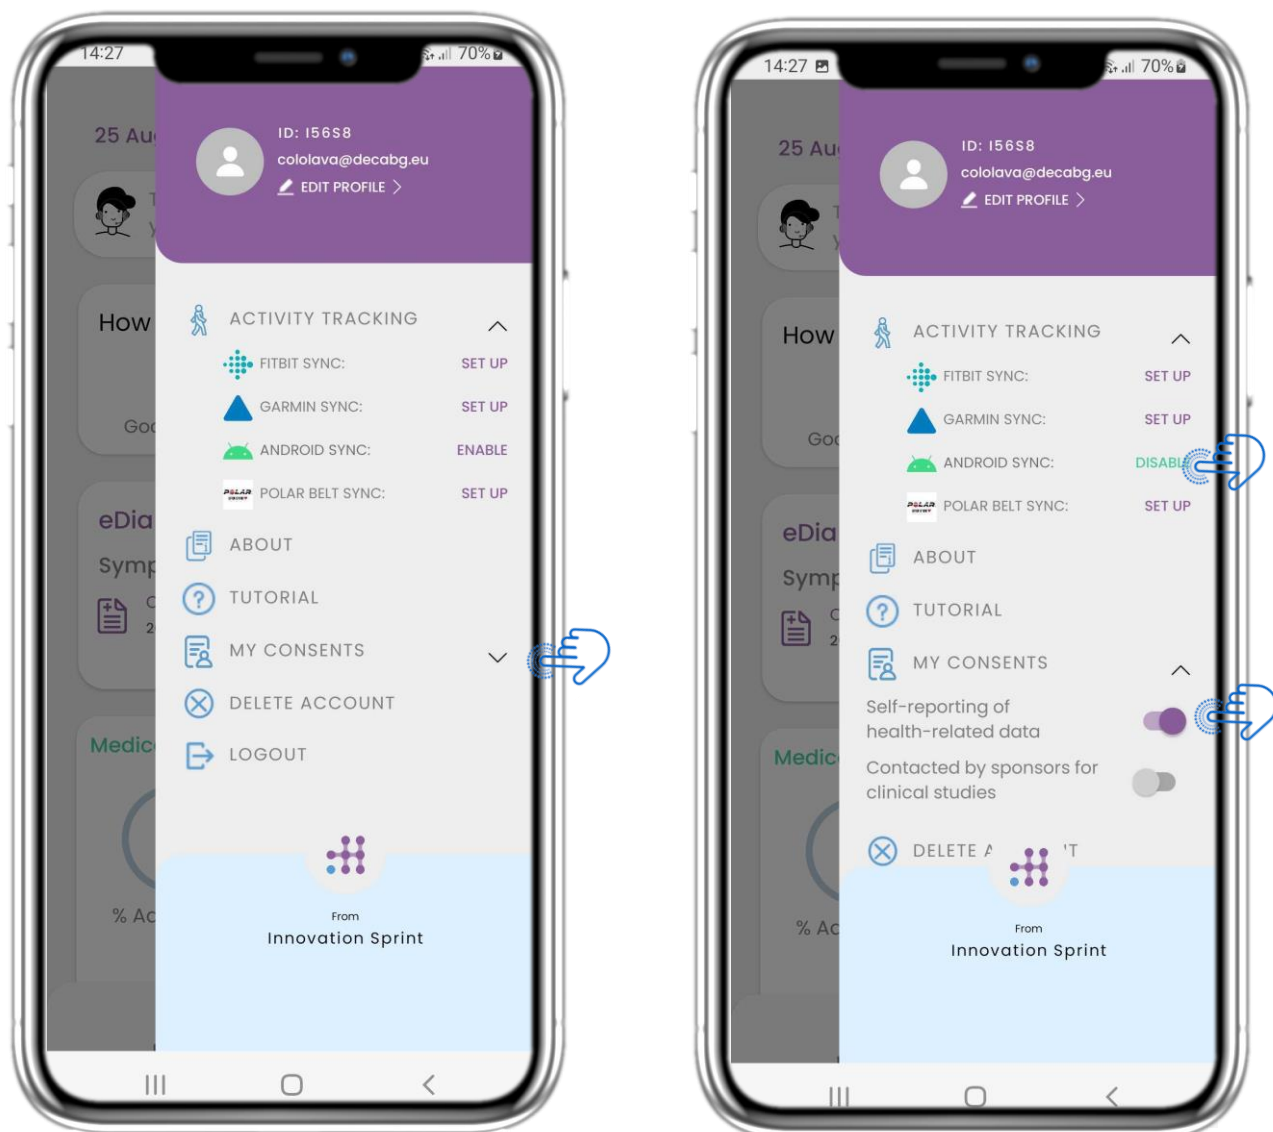 14:27
70%
25 Au
ID: I56S8
cololava@decabg.eu
EDIT PROFILE >
How
ACTIVITY TRACKING
FITBIT SYNC: SET UP
GARMIN SYNC: SET UP
Goo
ANDROID SYNC: ENABLE
POLAR BELT SYNC: SET UP
eDia
ABOUT
Symp
TUTORIAL
MY CONSENTS
DELETE ACCOUNT
Medic
LOGOUT
% Ac
From
Innovation Sprint
14:27
70%
25 Au
ID: I56S8
cololava@decabg.eu
EDIT PROFILE >
How
ACTIVITY TRACKING
FITBIT SYNC: SET UP
GARMIN SYNC: SET UP
Goo
ANDROID SYNC: DISABL
POLAR BELT SYNC: SET UP
eDia
ABOUT
Symp
TUTORIAL
MY CONSENTS
Self-reporting of
health-related data
Medic
Contacted by sponsors for
clinical studies
DELETE A 'T
% Ac
From
Innovation Sprint